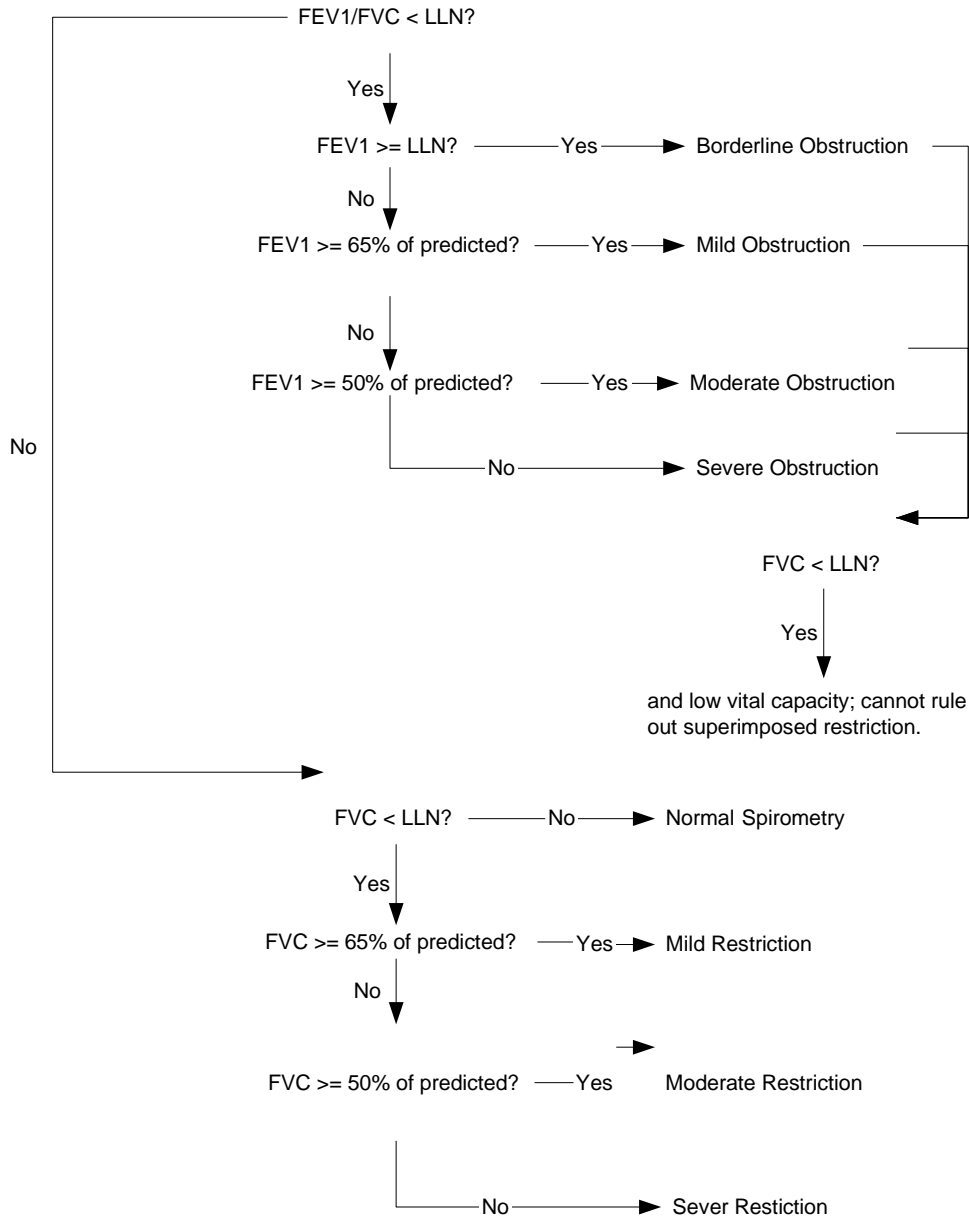 FEV1/FVC < LLN?
Yes
FEV1 >= LLN?
Yes
Borderline Obstruction
No
FEV1 >= 65% of predicted?
Yes
Mild Obstruction
No
FEV1 >= 50% of predicted?
Yes
Moderate Obstruction
No
No
Severe Obstruction
FVC < LLN?
Yes
and low vital capacity; cannot rule
out superimposed restriction.
FVC < LLN?
No
Normal Spirometry
Yes
FVC >= 65% of predicted?
Yes
Mild Restriction
No
FVC >= 50% of predicted?
Yes
Moderate Restriction
No
Sever Restiction